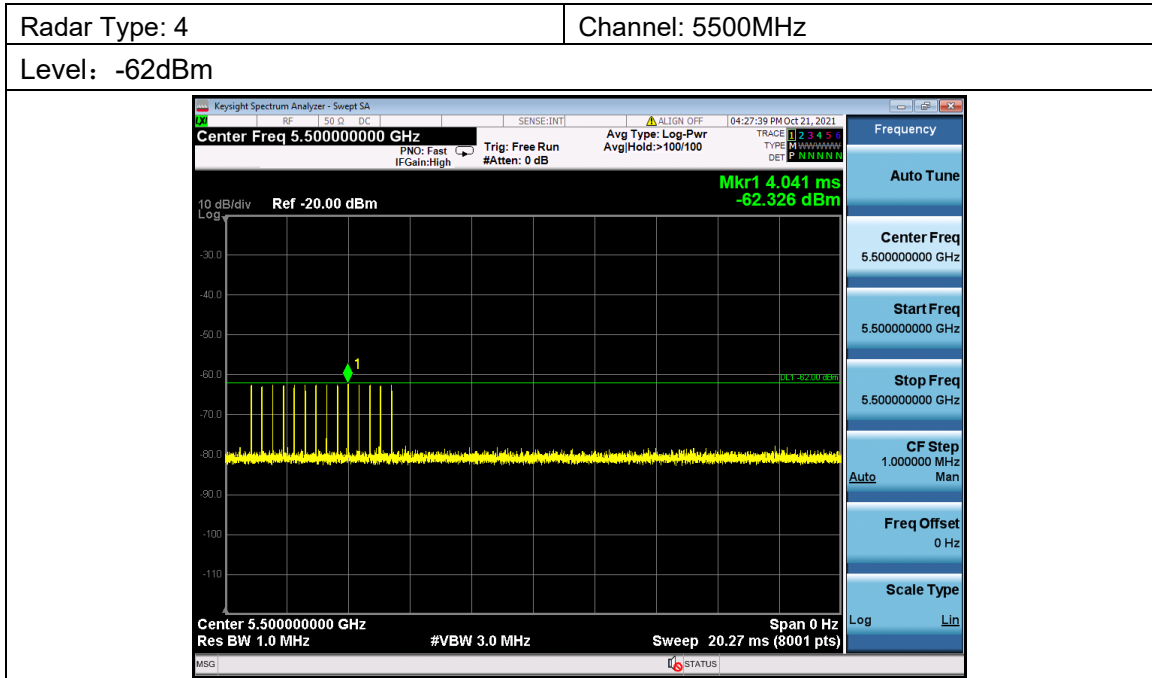 Radar Type: 4
Channel: 5500MHz
Level：-62dBm
Keysight Spectrum Analyzer - Swept SA
LXI RF 50 Ω DC SENSE:INT ALIGN OFF 04:27:39 PM Oct 21, 2021
Center Freq 5.500000000 GHz
PNO: Fast
IFGain:High
Trig: Free Run
#Atten: 0 dB
Avg Type: Log-Pwr
Avg|Hold:>100/100
TRACE 1 2 3 4 5 6
TYPE M WWWWW
DET P N N N N N
Mkr1 4.041 ms
-62.326 dBm
10 dB/div Ref -20.00 dBm
Log
-30.0
-40.0
-50.0
-60.0
-70.0
-80.0
-90.0
-100
-110
1
DL1 -62.00 dBm
Center 5.500000000 GHz
Span 0 Hz
Res BW 1.0 MHz
#VBW 3.0 MHz
Sweep 20.27 ms (8001 pts)
MSG
STATUS
Frequency
Auto Tune
Center Freq
5.500000000 GHz
Start Freq
5.500000000 GHz
Stop Freq
5.500000000 GHz
CF Step
1.000000 MHz
Auto Man
Freq Offset
0 Hz
Scale Type
Log Lin